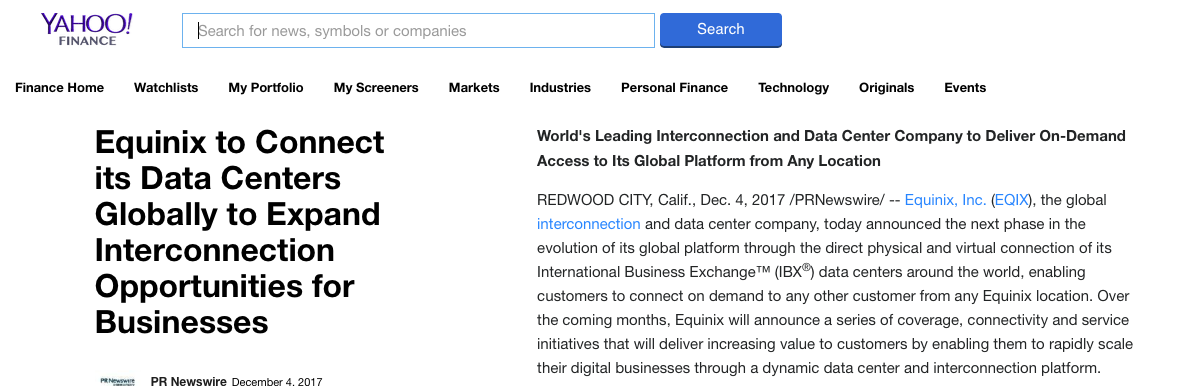 YAHOO!
FINANCE
Search for news, symbols or companies
Search
Finance Home Watchlists My Portfolio My Screeners Markets Industries Personal Finance Technology Originals Events
Equinix to Connect
its Data Centers
Globally to Expand
Interconnection
Opportunities for
Businesses
PR Newswire
PR Newswire December 4, 2017
World's Leading Interconnection and Data Center Company to Deliver On-Demand
Access to Its Global Platform from Any Location
REDWOOD CITY, Calif., Dec. 4, 2017 /PRNewswire/ -- Equinix, Inc. (EQIX), the global
interconnection and data center company, today announced the next phase in the
evolution of its global platform through the direct physical and virtual connection of its
International Business Exchange™ (IBX®) data centers around the world, enabling
customers to connect on demand to any other customer from any Equinix location. Over
the coming months, Equinix will announce a series of coverage, connectivity and service
initiatives that will deliver increasing value to customers by enabling them to rapidly scale
their digital businesses through a dynamic data center and interconnection platform.